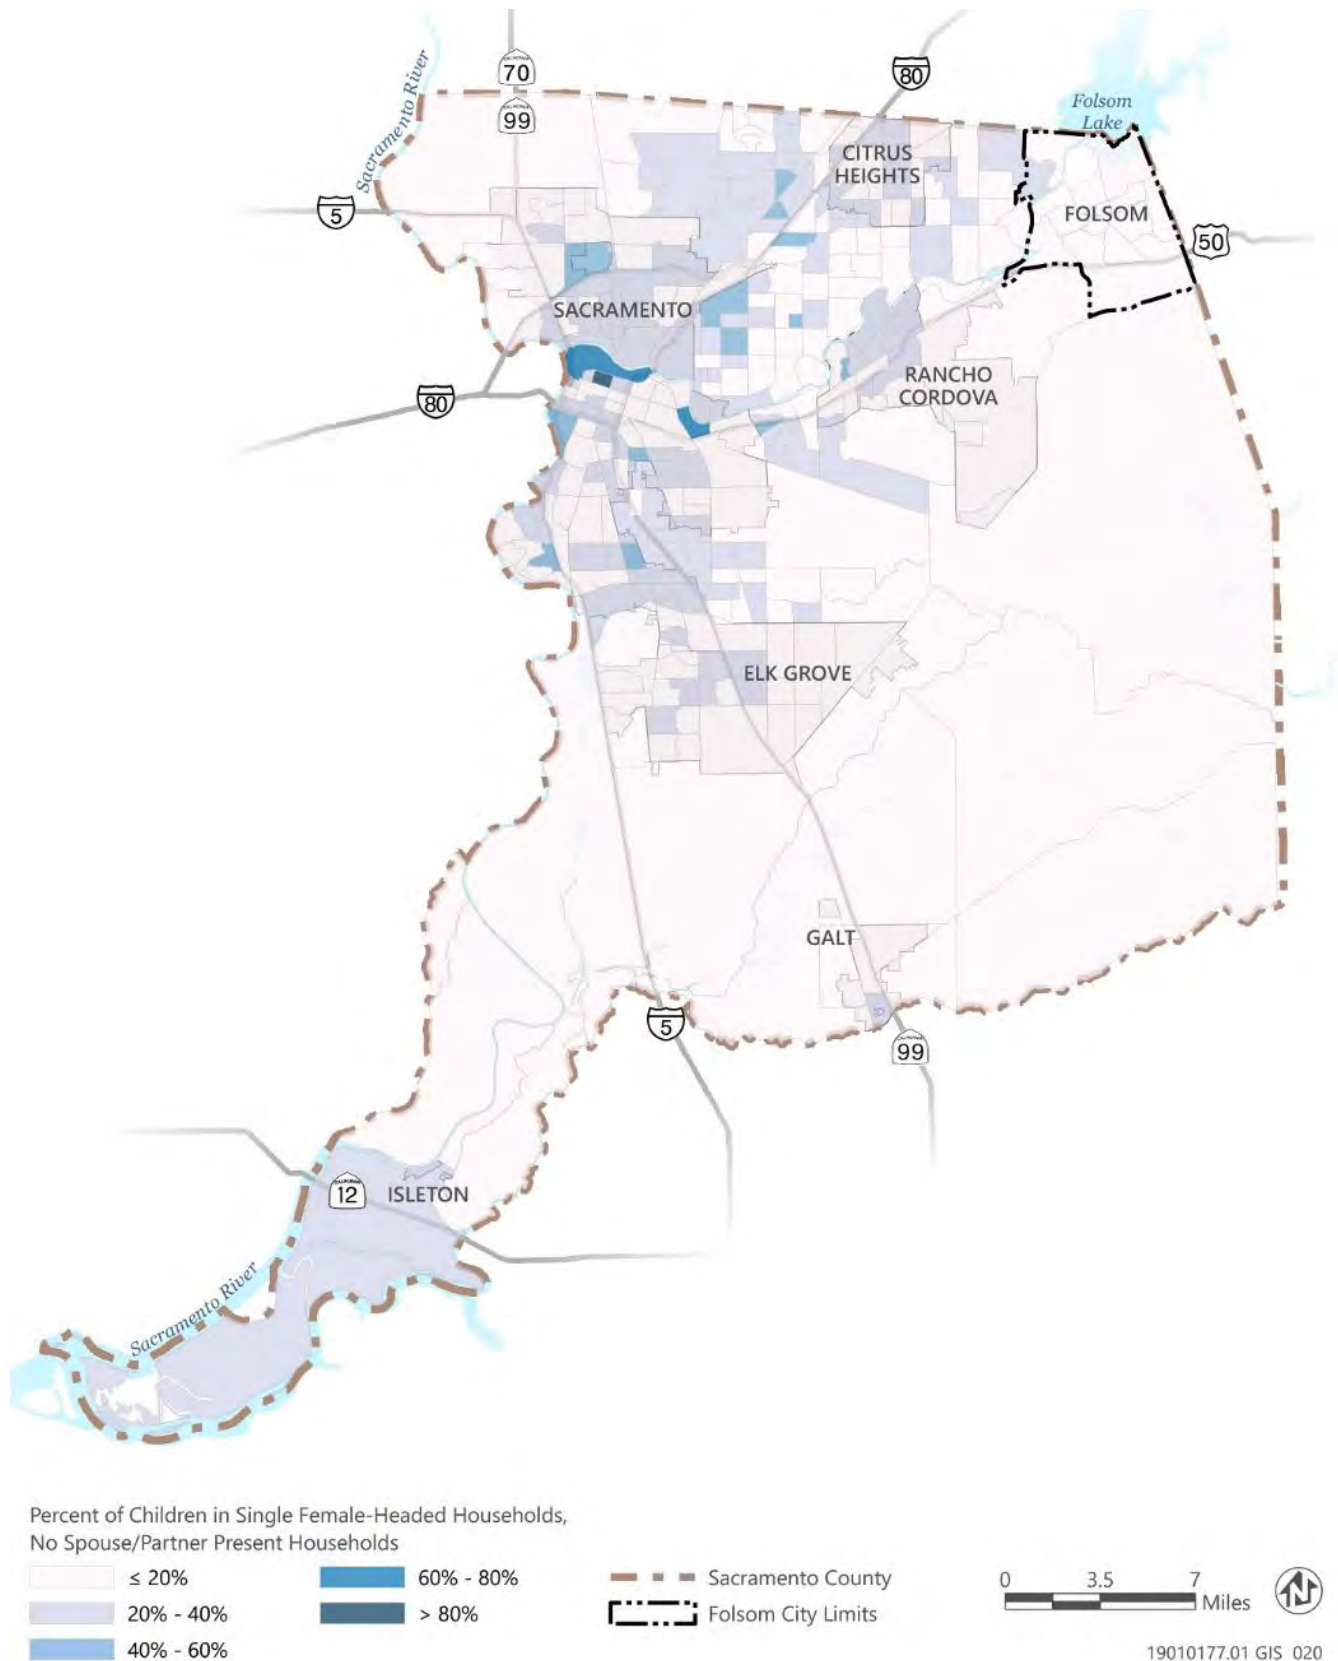 Sacramento River
70
99
80
Folsom
Lake
CITRUS
HEIGHTS
5
FOLSOM
50
SACRAMENTO
80
RANCHO
CORDOVA
ELK GROVE
GALT
5
99
12
ISLETON
Sacramento River
Percent of Children in Single Female-Headed Households,
No Spouse/Partner Present Households
≤ 20%
20% - 40%
40% - 60%
60% - 80%
> 80%
Sacramento County
Folsom City Limits
0 3.5 7
Miles
N
19010177.01 GIS 020